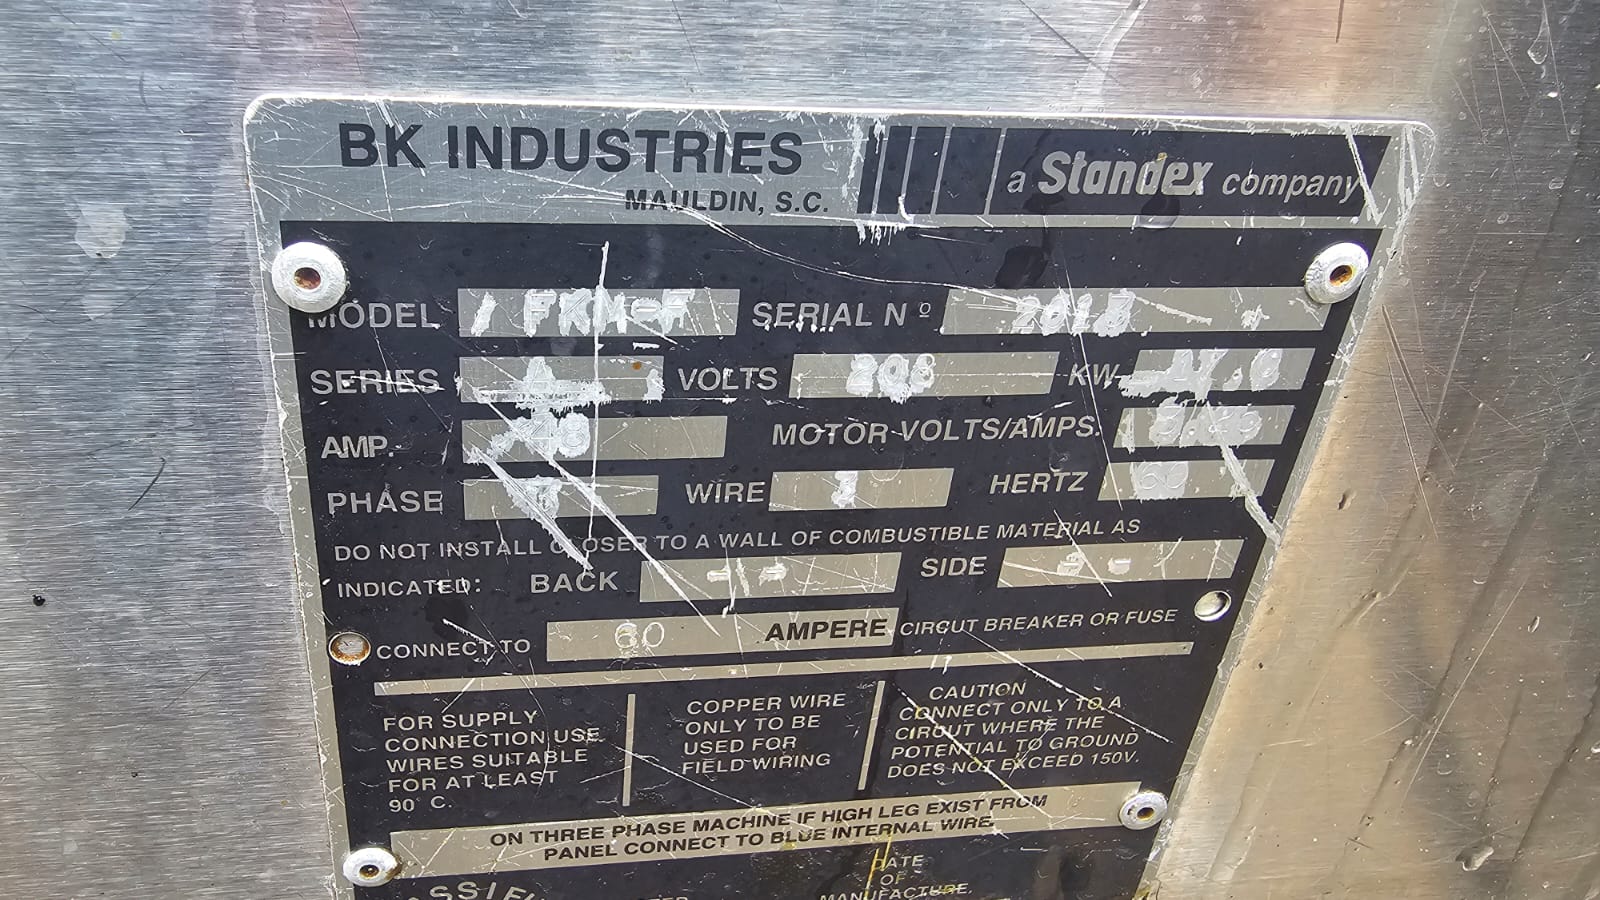 BK INDUSTRIES
MAULDIN, S.C.
a Standex company
MODEL FKM-F SERIAL Nº 2013
SERIES VOLTS 208 KW
AMP. MOTOR VOLTS/AMPS.
PHASE WIRE HERTZ 60
DO NOT INSTALL CLOSER TO A WALL OF COMBUSTIBLE MATERIAL AS
INDICATED: BACK SIDE
CONNECT TO 60 AMPERE CIRCUT BREAKER OR FUSE
FOR SUPPLY
CONNECTION USE
WIRES SUITABLE
FOR AT LEAST
90° C.
COPPER WIRE
ONLY TO BE
USED FOR
FIELD WIRING
CAUTION
CONNECT ONLY TO A
CIRCUT WHERE THE
POTENTIAL TO GROUND
DOES NOT EXCEED 150V.
ON THREE PHASE MACHINE IF HIGH LEG EXIST FROM
PANEL CONNECT TO BLUE INTERNAL WIRE.
DATE
OF
MANUFACTURE.